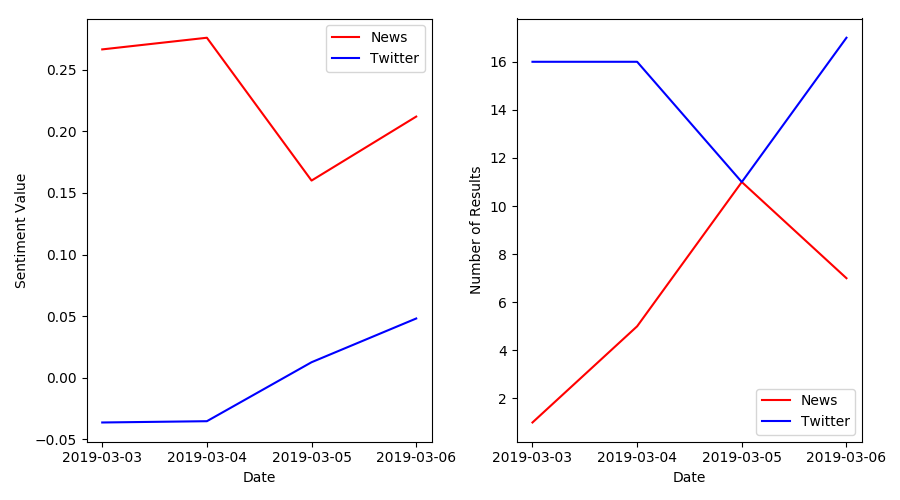 Sentiment Value
0.25
0.20
0.15
0.10
0.05
0.00
−0.05
News
Twitter
2019-03-03 2019-03-04 2019-03-05 2019-03-06
Date
Number of Results
16
14
12
10
8
6
4
2
News
Twitter
2019-03-03 2019-03-04 2019-03-05 2019-03-06
Date